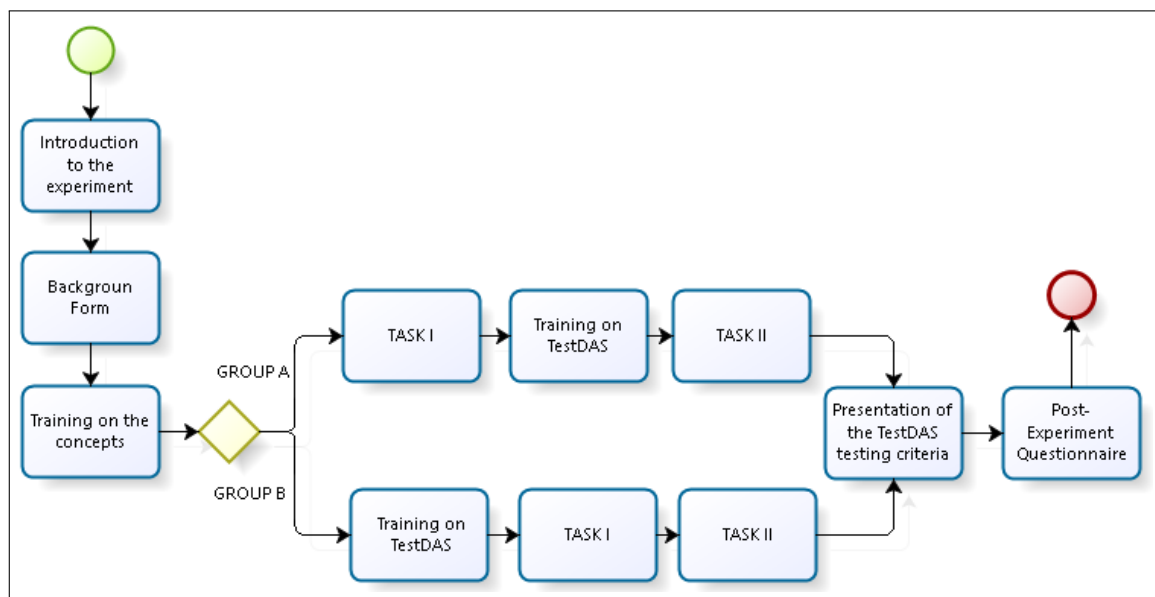 Introduction
to the
experiment
Backgroun
Form
Training on the
concepts
GROUP A
TASK I
Training on
TestDAS
TASK II
GROUP B
Training on
TestDAS
TASK I
TASK II
Presentation of
the TestDAS
testing criteria
Post-
Experiment
Questionnaire